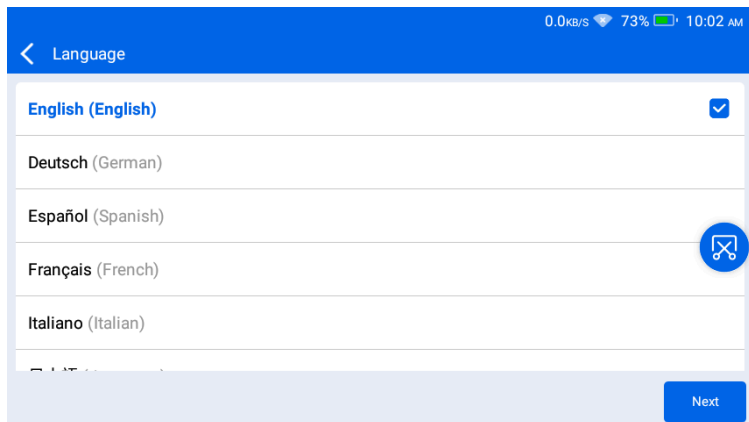 0.0KB/S 73% 10:02 AM
Language
English (English)
Deutsch (German)
Español (Spanish)
Français (French)
Italiano (Italian)
Next